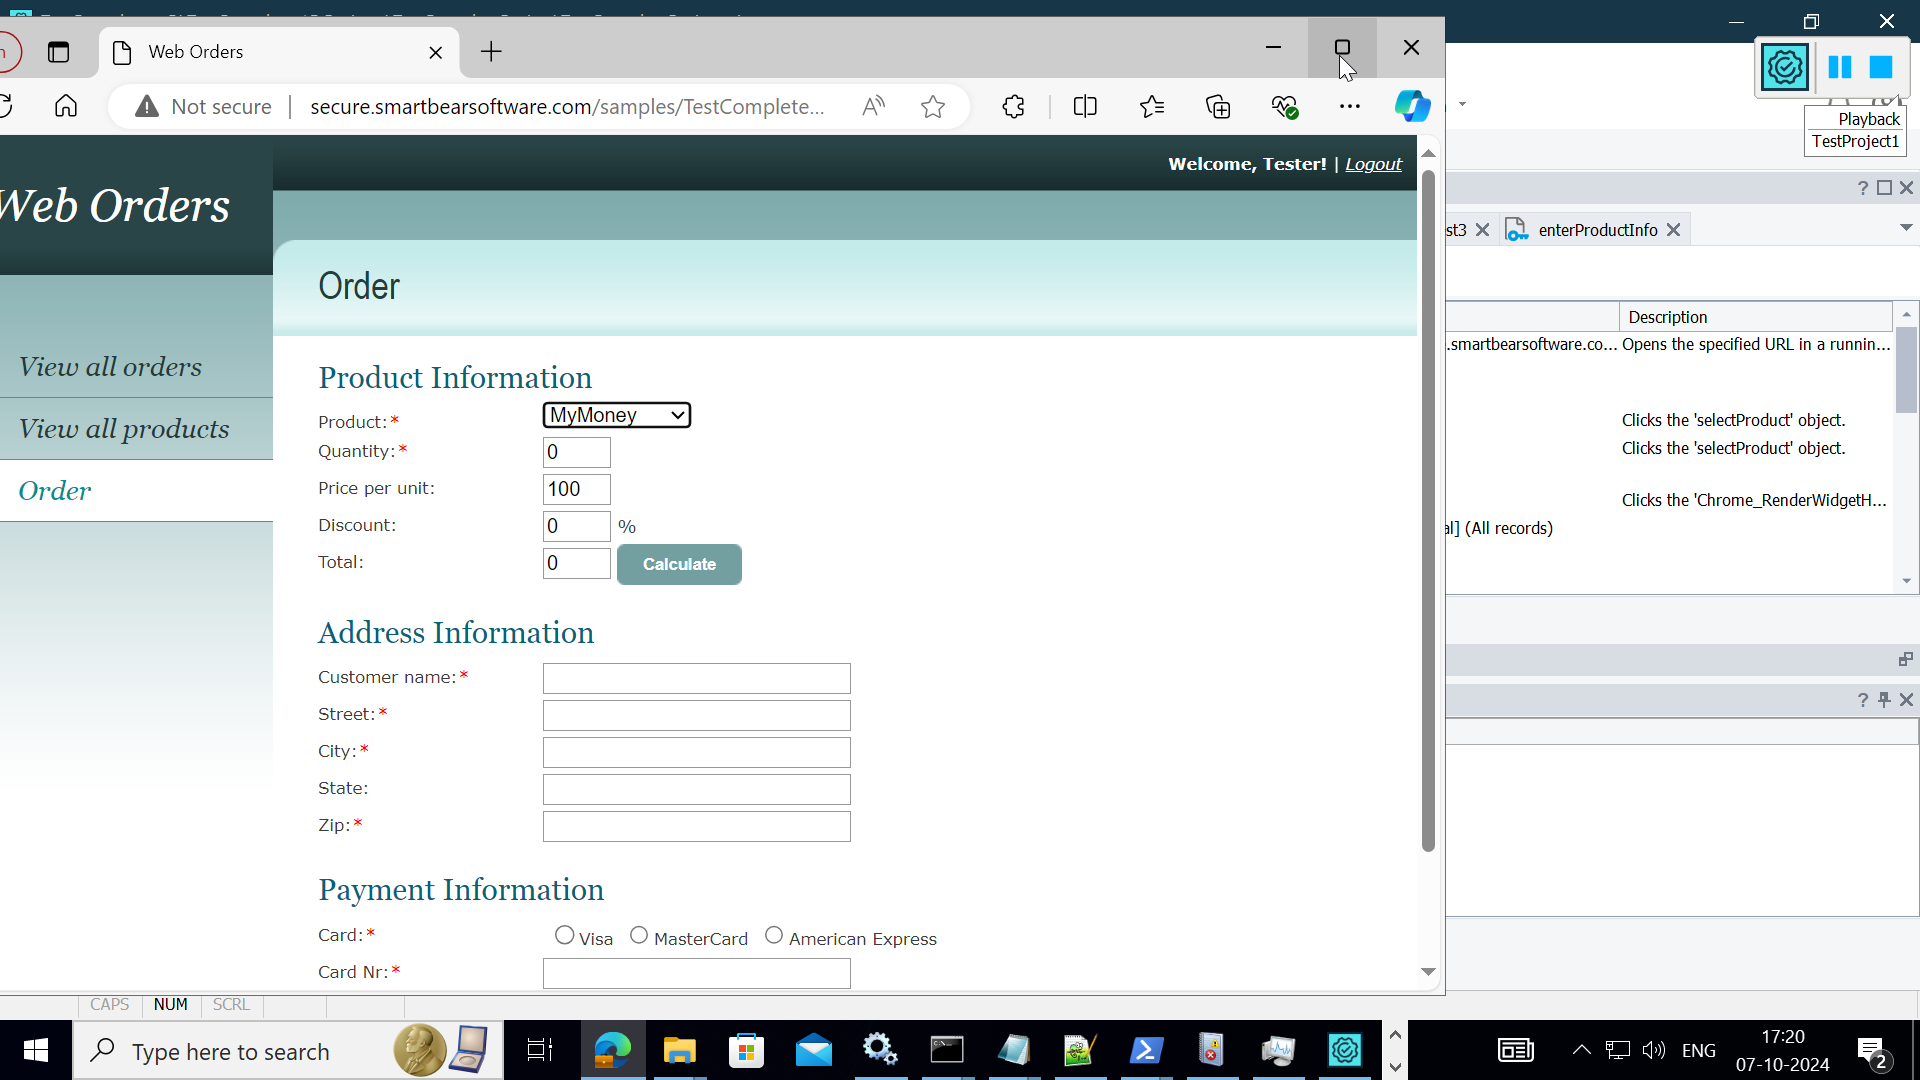 Web Orders
Not secure
secure.smartbearsoftware.com/samples/TestComplete...
Playback
TestProject1
Welcome, Tester! | Logout
Web Orders
View all orders
View all products
Order
Order
Product Information
Product:* MyMoney
Quantity:* 0
Price per unit: 100
Discount: 0 %
Total: 0 Calculate
Address Information
Customer name:*
Street:*
City:*
State:
Zip:*
Payment Information
Card:* Visa MasterCard American Express
Card Nr:*
st3 enterProductInfo
Description
.smartbearsoftware.co... Opens the specified URL in a runnin...
Clicks the 'selectProduct' object.
Clicks the 'selectProduct' object.
Clicks the 'Chrome_RenderWidgetH...
al] (All records)
CAPS NUM SCRL
Type here to search
ENG
17:20
07-10-2024
2